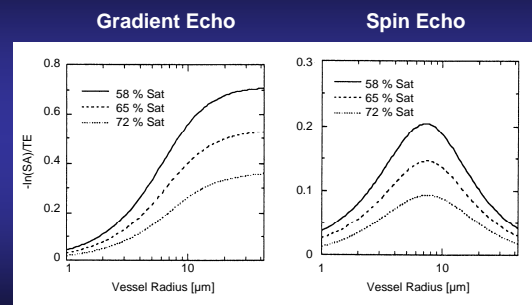 Gradient Echo
Spin Echo
-ln(SA)/TE
0.8
0.6
0.4
0.2
0
58 % Sat
65 % Sat
72 % Sat
1
10
Vessel Radius [µm]
0.3
0.2
0.1
0
58 % Sat
65 % Sat
72 % Sat
1
10
Vessel Radius [µm]